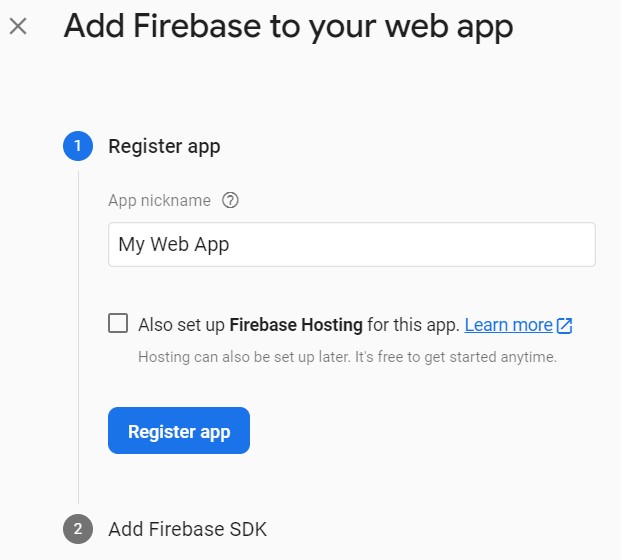 Add Firebase to your web app
1
Register app
App nickname
My Web App
Also set up Firebase Hosting for this app. Learn more
Hosting can also be set up later. It's free to get started anytime.
Register app
2
Add Firebase SDK